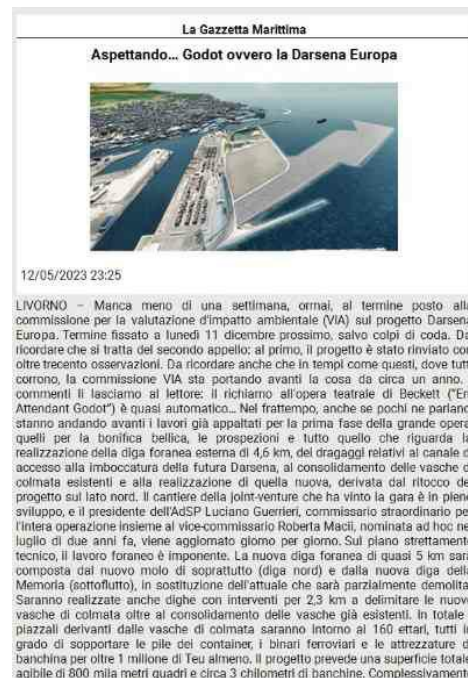 La Gazzetta Marittima
Aspettando... Godot ovvero la Darsena Europa
12/05/2023 23:25
LIVORNO – Manca meno di una settimana, ormai, al termine posto alla
commissione per la valutazione d'impatto ambientale (VIA) sul progetto Darsena
Europa. Termine fissato a lunedì 11 dicembre prossimo, salvo colpi di coda. Da
ricordare che si tratta del secondo appello: al primo, il progetto è stato rinviato con
oltre trecento osservazioni. Da ricordare anche che in tempi come questi, dove tutti
corrono, la commissione VIA sta portando avanti la cosa da circa un anno.
commenti li lasciamo al lettore: il richiamo all'opera teatrale di Beckett ("En
Attendant Godot") è quasi automatico... Nel frattempo, anche se pochi ne parlano,
stanno andando avanti i lavori già appaltati per la prima fase della grande opera:
quelli per la bonifica bellica, le prospezioni e tutto quello che riguarda la
realizzazione della diga foranea esterna di 4,6 km, dei dragaggi relativi al canale di
accesso alla imboccatura della futura Darsena, al consolidamento delle vasche di
colmata esistenti e alla realizzazione di quella nuova, derivata dal ritocco del
progetto sul lato nord. Il cantiere della joint-venture che ha vinto la gara è in pieno
sviluppo, e il presidente dell'AdSP Luciano Guerrieri, commissario straordinario per
l'intera operazione insieme al vice-commissario Roberta Macii, nominata ad hoc nel
luglio di due anni fa, viene aggiornato giorno per giorno. Sul piano strettamente
tecnico, il lavoro foraneo è imponente. La nuova diga foranea di quasi 5 km sarà
composta dal nuovo molo di sopraflutto (diga nord) e dalla nuova diga della
Memoria (sottoflutto), in sostituzione dell'attuale che sarà parzialmente demolita.
Saranno realizzate anche dighe con interventi per 2,3 km a delimitare le nuove
vasche di colmata oltre al consolidamento delle vasche già esistenti. In totale i
piazzali derivanti dalle vasche di colmata saranno intorno ai 160 ettari, tutti in
grado di sopportare le pile dei container, i binari ferroviari e le attrezzature di
banchina per oltre 1 milione di Teu almeno. Il progetto prevede una superficie totale
agibile di 800 mila metri quadri e circa 3 chilometri di banchine. Complessivamente